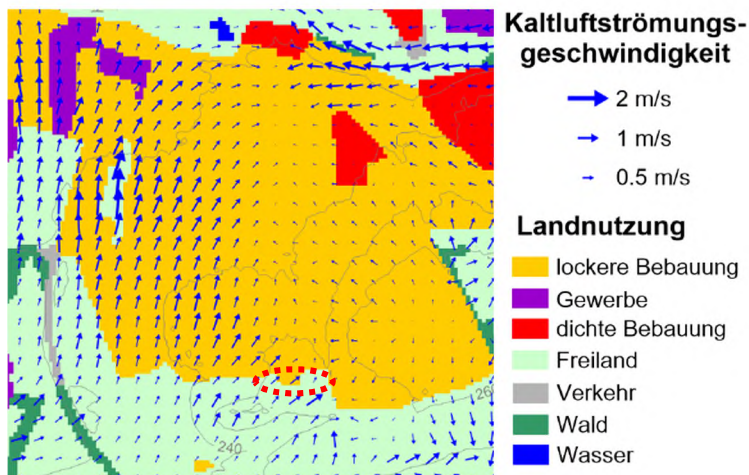 Kaltluftströmungs-
geschwindigkeit
2 m/s
1 m/s
0.5 m/s
Landnutzung
lockere Bebauung
Gewerbe
dichte Bebauung
Freiland
Verkehr
Wald
Wasser
240